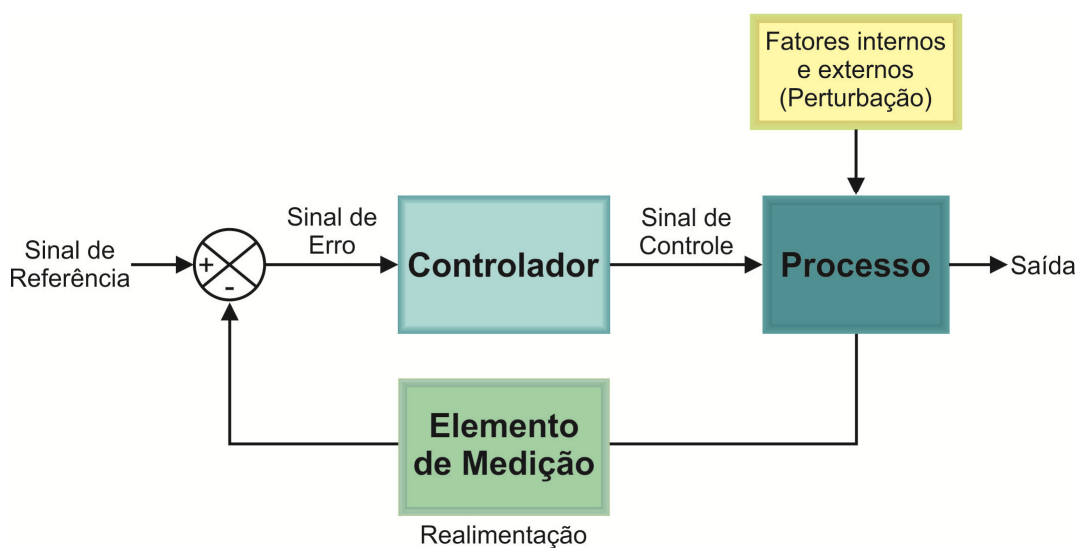 Fatores internos
e externos
(Perturbação)
Sinal de
Referência
+
-
Sinal de
Erro
Controlador
Sinal de
Controle
Processo
Saída
Elemento
de Medição
Realimentação